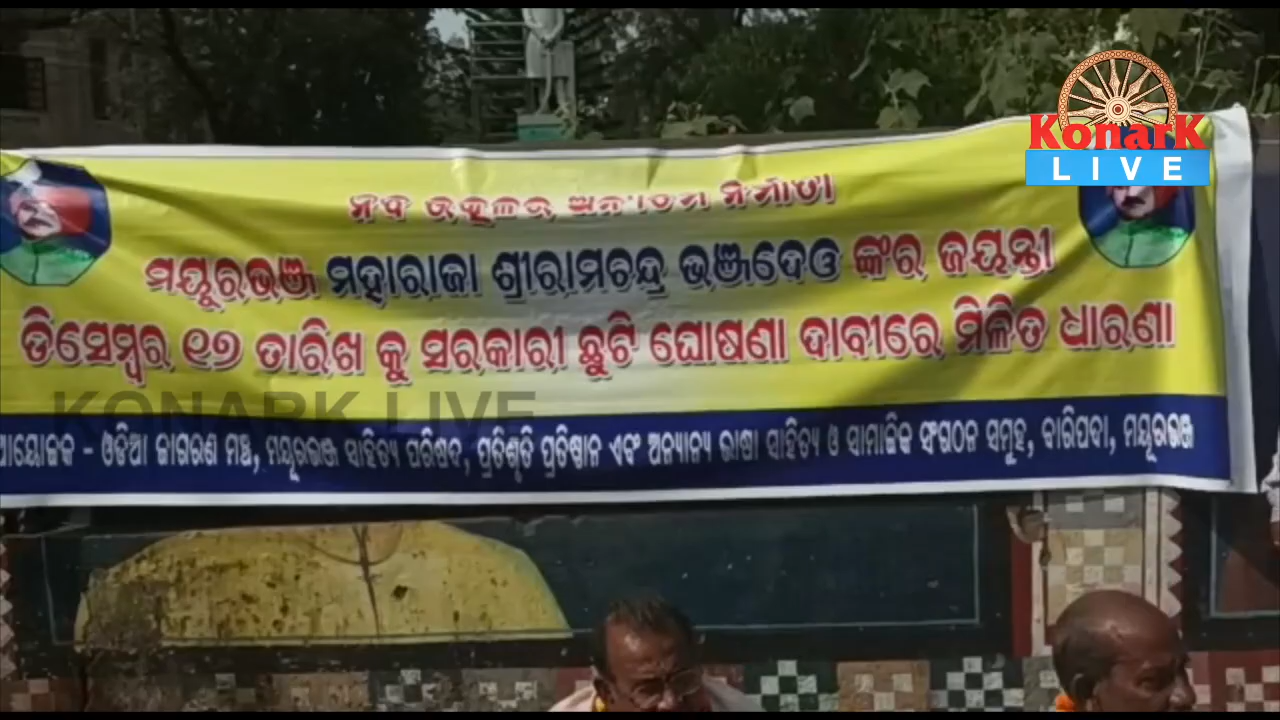 KonarK
LIVE
ନବ ଉତ୍କଳର ଅନ୍ୟତମ ନିର୍ମାତା
ମୟୂରଭଞ୍ଜ ମହାରାଜା ଶ୍ରୀରାମଚନ୍ଦ୍ର ଭଞ୍ଜଦେଓ ଙ୍କର ଜୟନ୍ତୀ
ଡିସେମ୍ବର ୧୭ ତାରିଖ କୁ ସରକାରୀ ଛୁଟି ଘୋଷଣା ଦାବୀରେ ମିଳିତ ଧାରଣା
KONARK LIVE
ଆୟୋଜକ - ଓଡିଆ ଜାଗରଣ ମଞ୍ଚ, ମୟୂରଭଞ୍ଜ ସାହିତ୍ୟ ପରିଷଦ, ପ୍ରତିଶୃତି ପ୍ରତିଷ୍ଠାନ ଏବଂ ଅନ୍ୟାନ୍ୟ ଭାଷା ସାହିତ୍ୟ ଓ ସାମାଜିକ ସଂଗଠନ ସମୁହ, ବାରିପଦା, ମୟୂରଭଞ୍ଜ